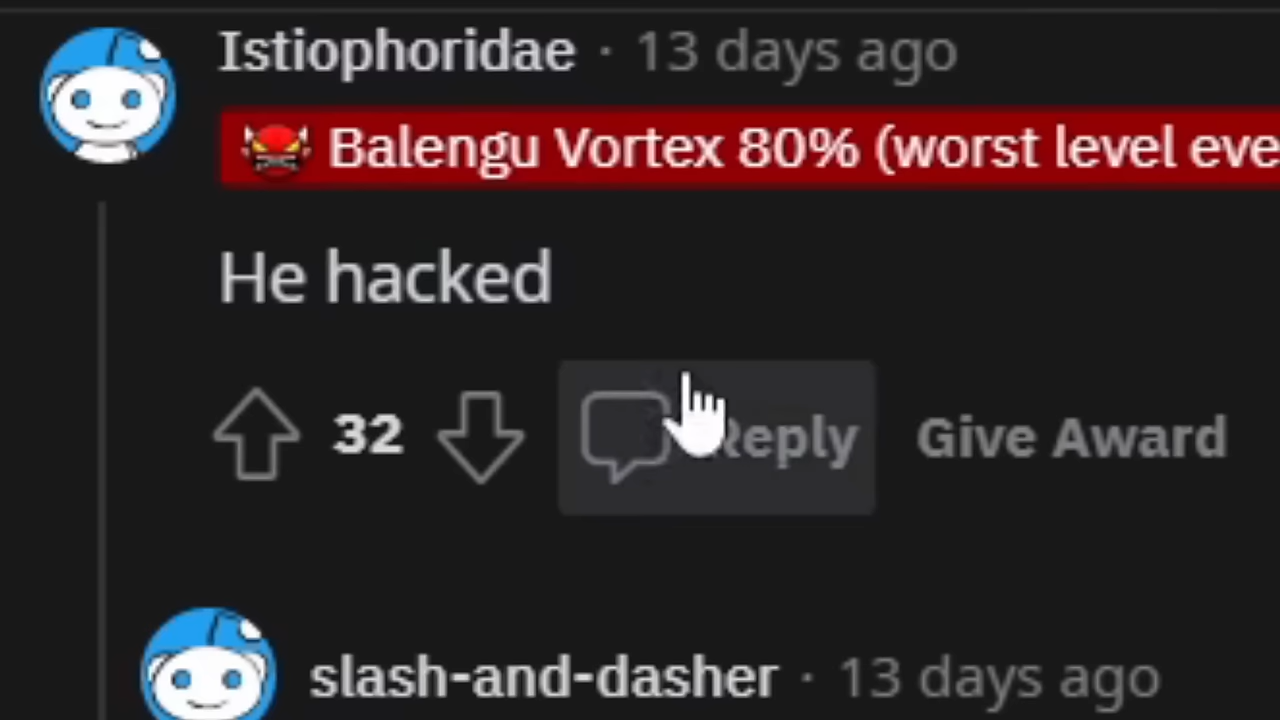 Istiophoridae · 13 days ago
Balengu Vortex 80% (worst level eve
He hacked
32 Reply Give Award
slash-and-dasher · 13 days ago